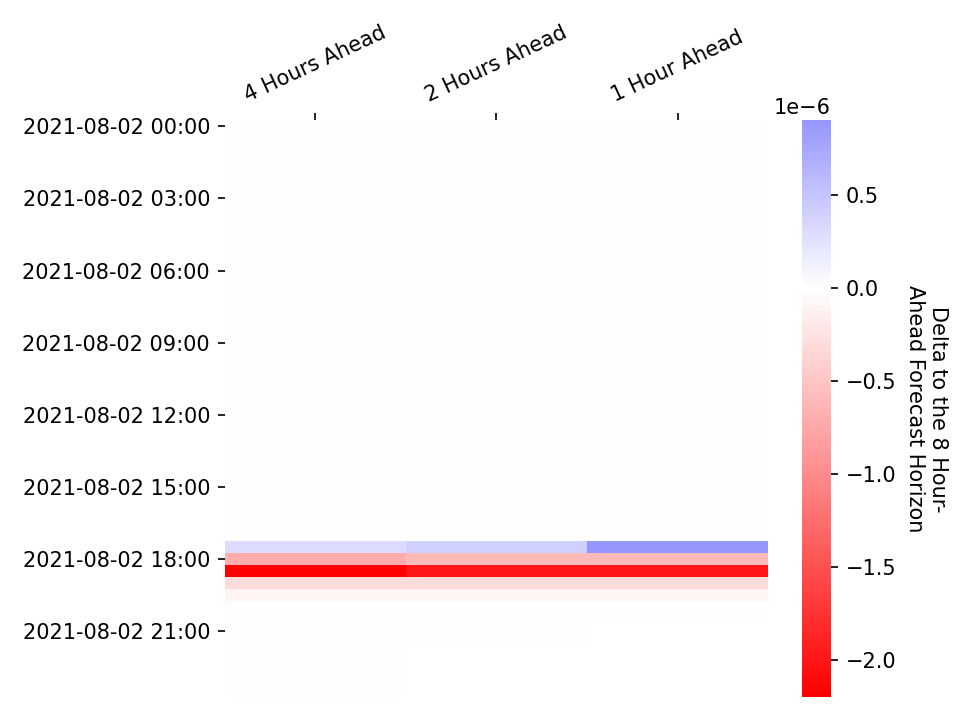 4 Hours Ahead
2 Hours Ahead
1 Hour Ahead
2021-08-02 00:00
2021-08-02 03:00
2021-08-02 06:00
2021-08-02 09:00
2021-08-02 12:00
2021-08-02 15:00
2021-08-02 18:00
2021-08-02 21:00
1e−6
0.5
0.0
−0.5
−1.0
−1.5
−2.0
Delta to the 8 Hour-
Ahead Forecast Horizon